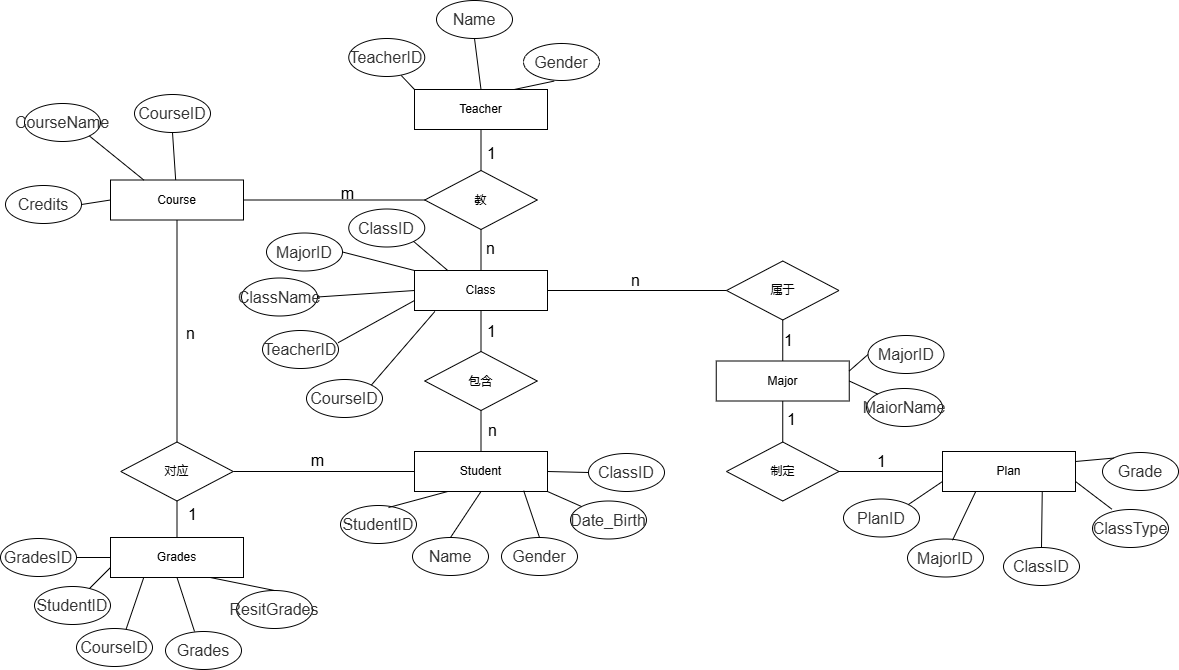 Name
TeacherID
Gender
Teacher
CourseName
CourseID
Credits
Course
1
m
教
n
ClassID
MajorID
ClassName
TeacherID
CourseID
Class
n
属于
1
1
包含
n
Major
MajorID
MaiorName
n
1
对应
m
Student
制定
1
Plan
ClassID
StudentID
Name
Gender
Date_Birth
Grade
PlanID
MajorID
ClassID
ClassType
1
Grades
GradesID
StudentID
CourseID
Grades
ResitGrades